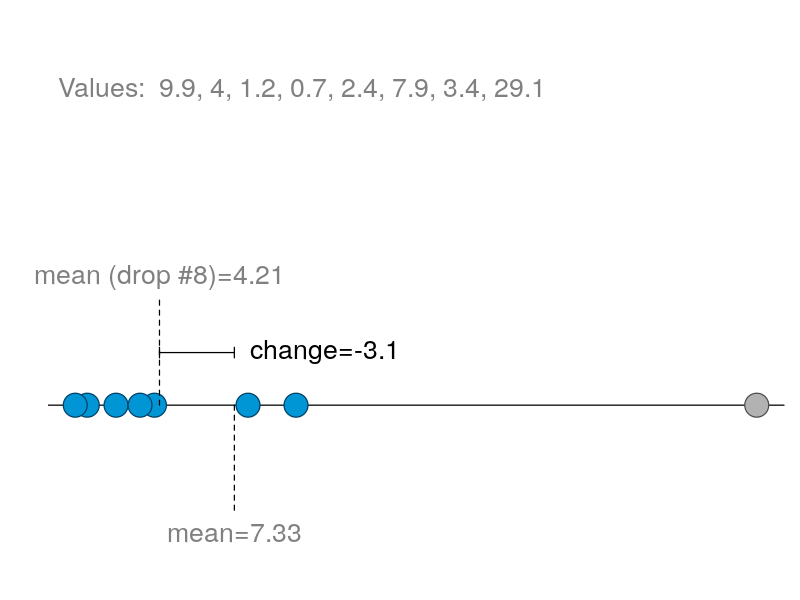 Values:  9.9, 4, 1.2, 0.7, 2.4, 7.9, 3.4, 29.1
mean (drop #8)=4.21
change=-3.1
mean=7.33